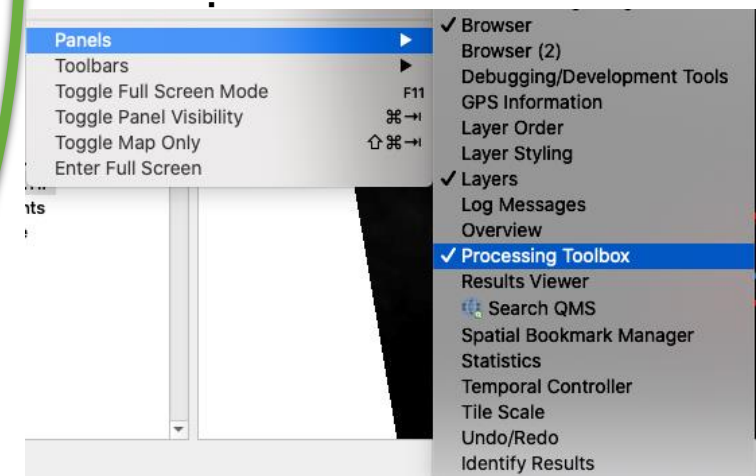 Panels
Toolbars
Toggle Full Screen Mode F11
Toggle Panel Visibility ⌘⇥
Toggle Map Only ⇧⌘⇥
Enter Full Screen
✓ Browser
Browser (2)
Debugging/Development Tools
GPS Information
Layer Order
Layer Styling
✓ Layers
Log Messages
Overview
✓ Processing Toolbox
Results Viewer
Search QMS
Spatial Bookmark Manager
Statistics
Temporal Controller
Tile Scale
Undo/Redo
Identify Results